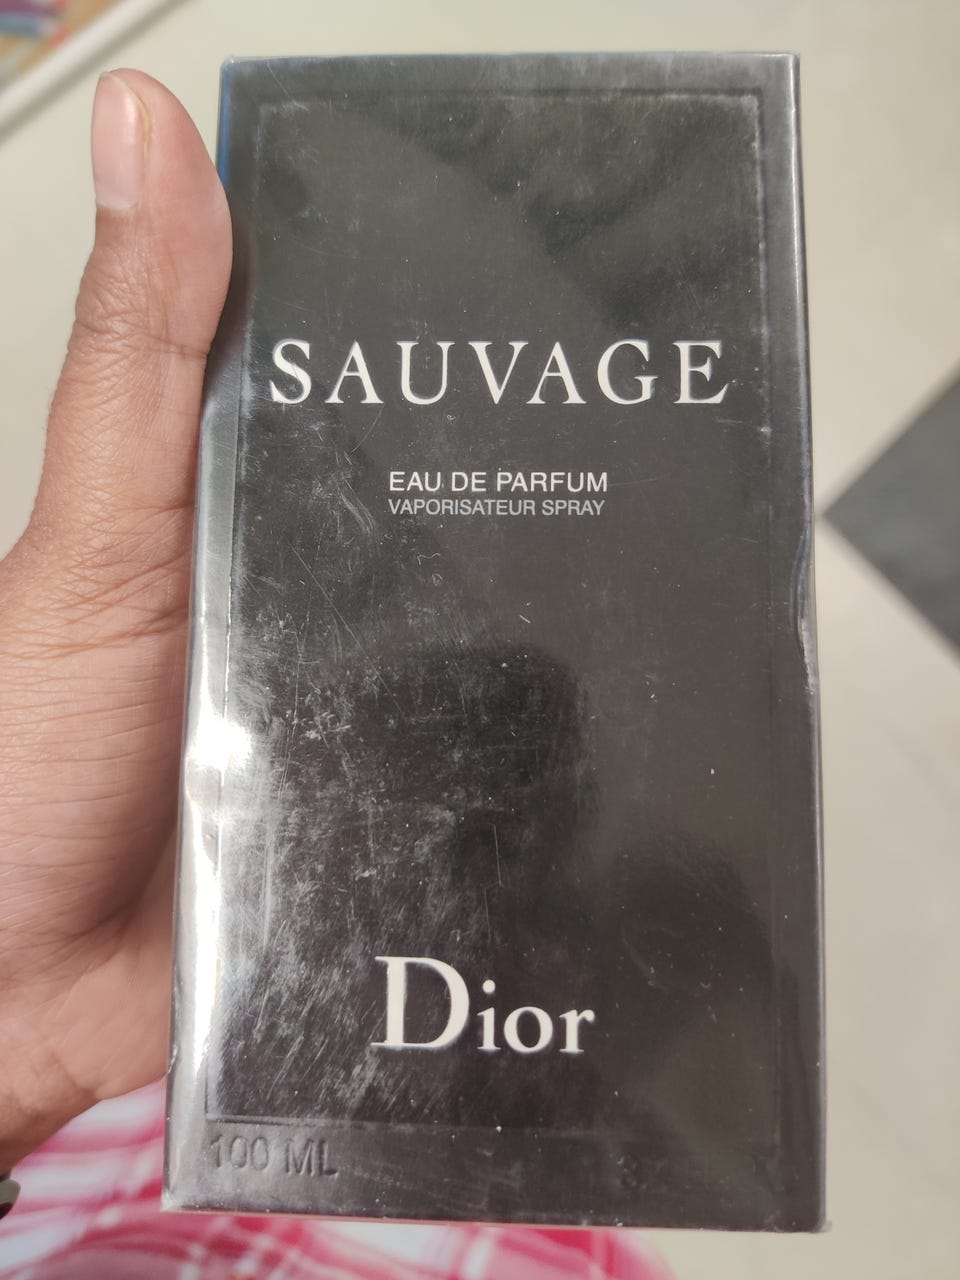 SAUVAGE
EAU DE PARFUM
VAPORISATEUR SPRAY
Dior
100 ML